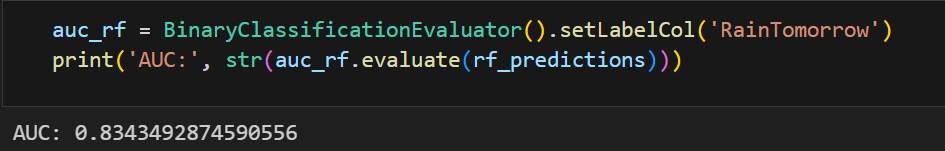 auc_rf = BinaryClassificationEvaluator().setLabelCol('RainTomorrow')
print('AUC:', str(auc_rf.evaluate(rf_predictions)))
AUC: 0.8343492874590556